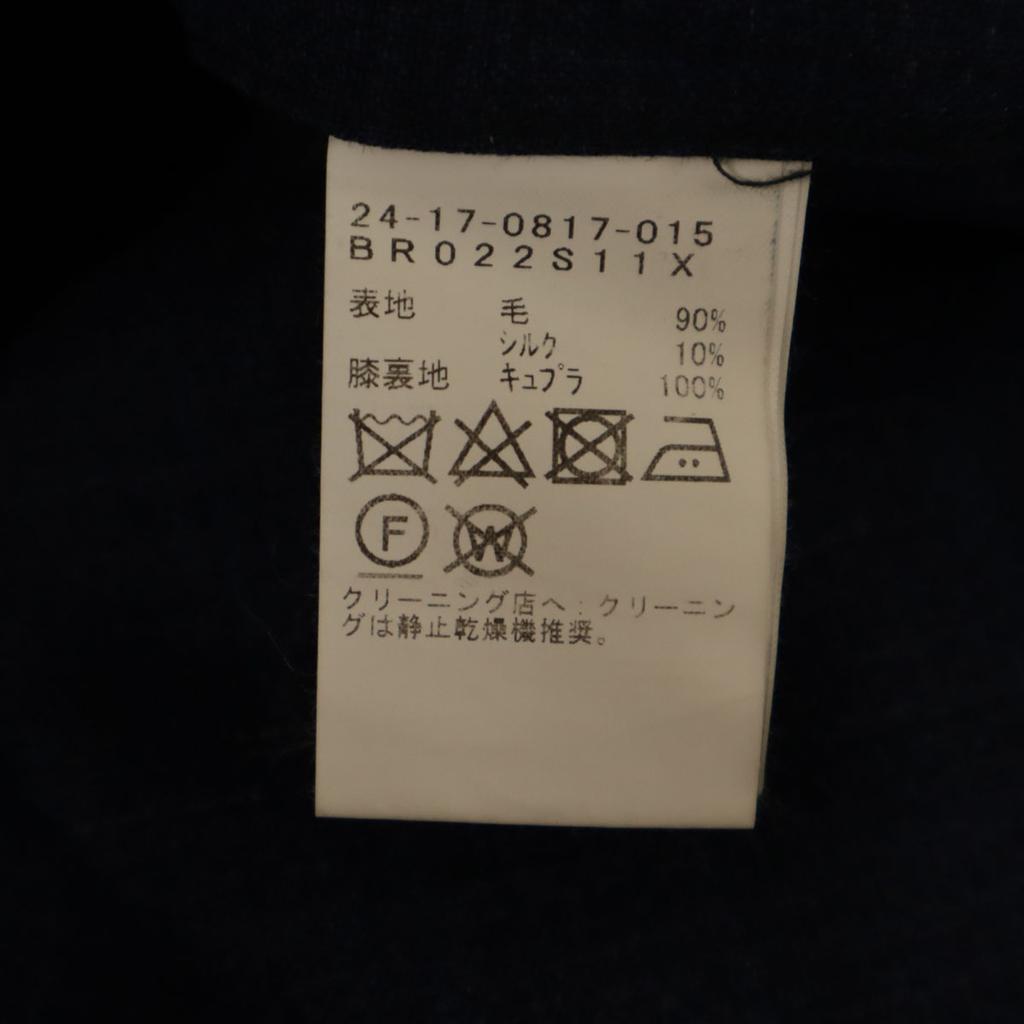 24-17-0817-015
BR022S11X
表地 毛 90%
シルク 10%
膝裏地 キュプラ 100%
F W
クリーニング店へ:クリーニン
グは静止乾燥機推奨。